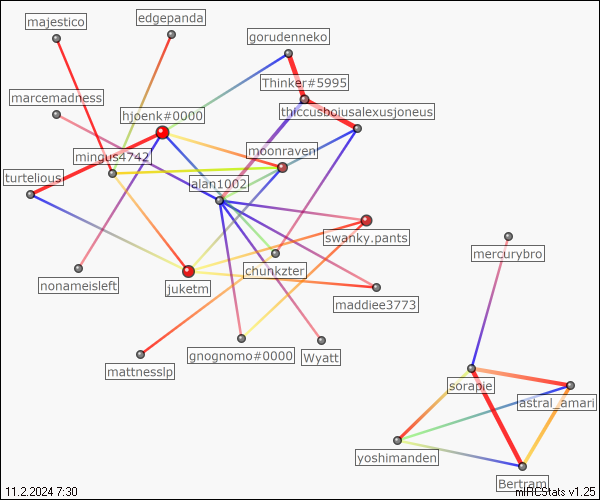 majestico
edgepanda
gorudenneko
Thinker#5995
marcemadness
thiccusboiusalexusjoneus
hjoenk#0000
moonraven
mingus4742
turtelious
alan1002
swanky.pants
mercurybro
chunkzter
nonameisleft
juketm
maddiee3773
gnognomo#0000
Wyatt
mattnesslp
sorapie
astral_amari
yoshimanden
Bertram
11.2.2024 7:30
mIRCStats v1.25